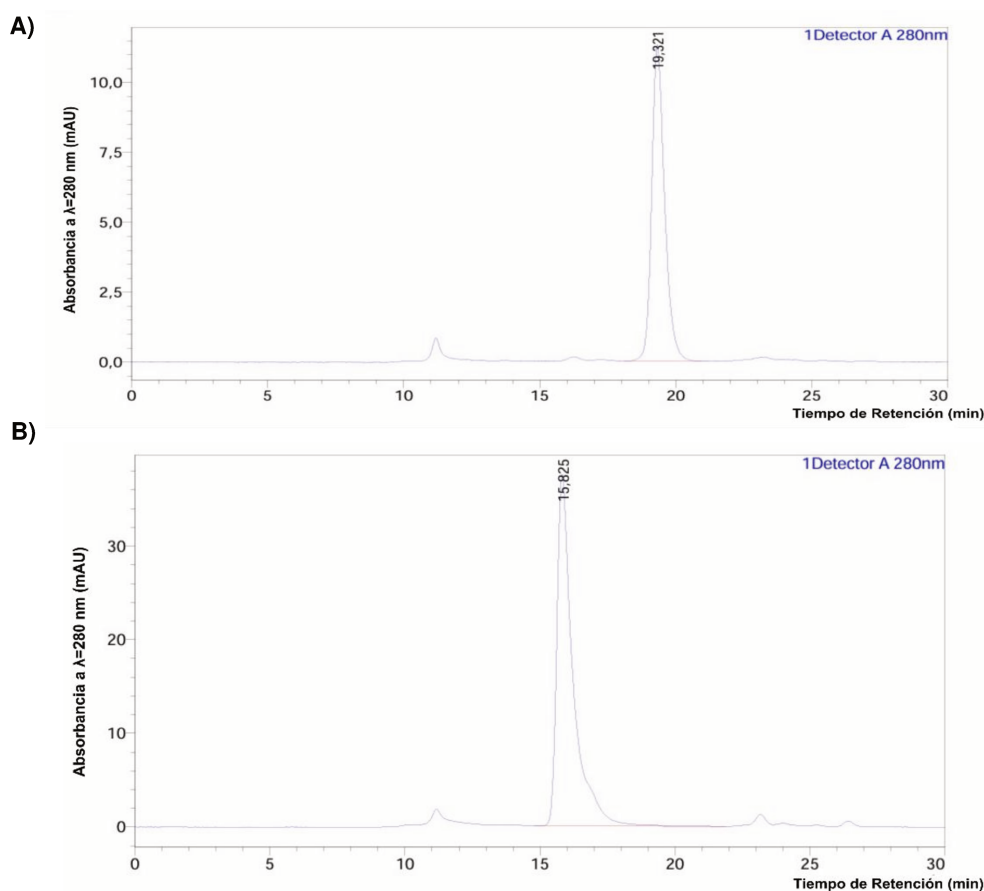 A)
1Detector A 280nm
19,321
Absorbancia a λ=280 nm (mAU)
10,0
7,5
5,0
2,5
0,0
0 5 10 15 20 25 30
Tiempo de Retención (min)
B)
1Detector A 280nm
15,825
Absorbancia a λ=280 nm (mAU)
30
20
10
0
0 5 10 15 20 25 30
Tiempo de Retención (min)